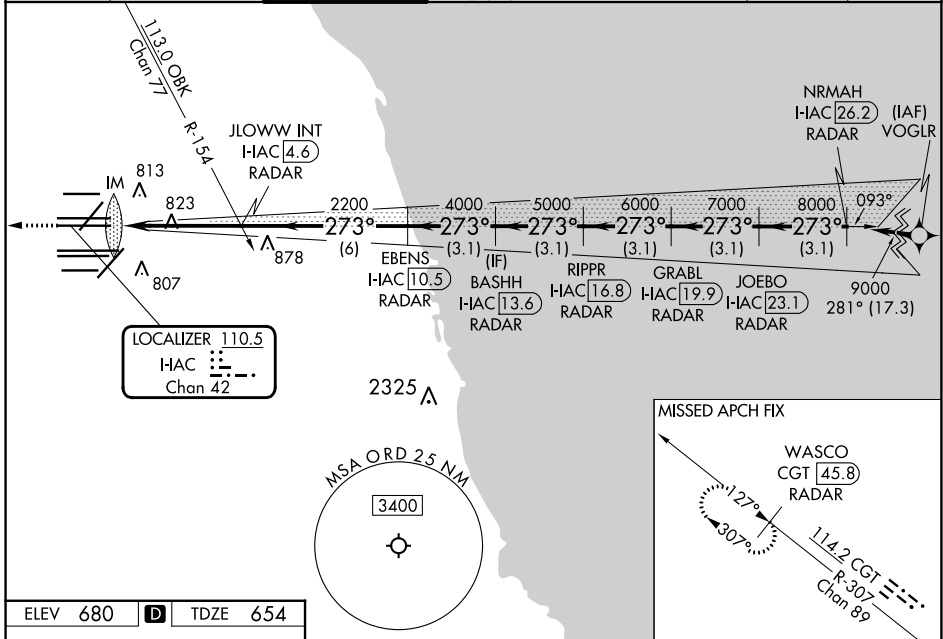 113.0 OBK
Chan 77
R-154
JLOWW INT
I-IAC 4.6
RADAR
NRMAH
I-IAC 26.2
RADAR
(IAF)
VOGLR
IM
813
823
878
807
2200
4000
5000
6000
7000
8000
093°
273°
273°
273°
273°
273°
273°
(6)
(3.1)
(3.1)
(3.1)
(3.1)
(3.1)
EBENS
I-IAC 10.5
RADAR
(IF)
BASHH
I-IAC 13.6
RADAR
RIPPR
I-IAC 16.8
RADAR
GRABL
I-IAC 19.9
RADAR
JOEBO
I-IAC 23.1
RADAR
9000
281° (17.3)
LOCALIZER 110.5
I-IAC
Chan 42
2325
MSA ORD 25 NM
3400
MISSED APCH FIX
WASCO
CGT 45.8
RADAR
127°
307°
114.2 CGT
R-307
Chan 89
ELEV 680 D TDZE 654